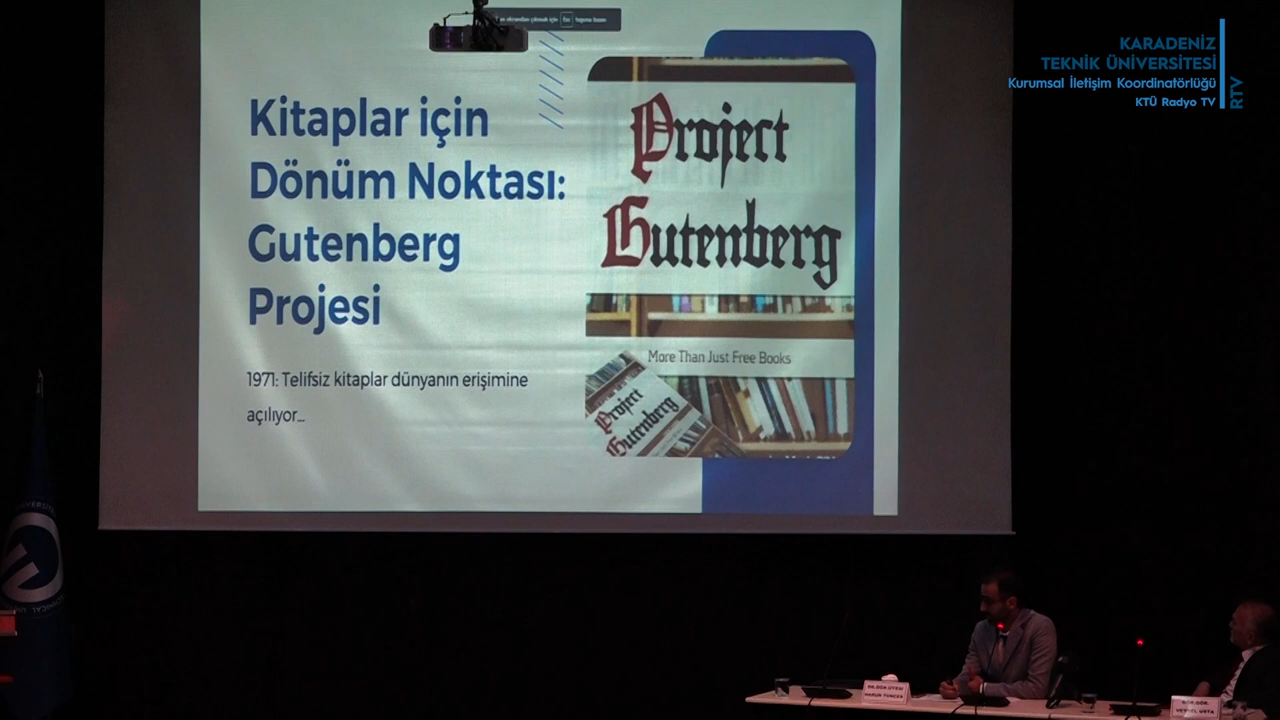 KARADENİZ
TEKNİK ÜNİVERSİTESİ
Kurumsal İletişim Koordinatörlüğü
KTÜ Radyo TV
RTV
Kitaplar için
Dönüm Noktası:
Gutenberg
Projesi
1971: Telifsiz kitaplar dünyanın erişimine
açılıyor...
Project
Gutenberg
More Than Just Free Books
Project
Gutenberg